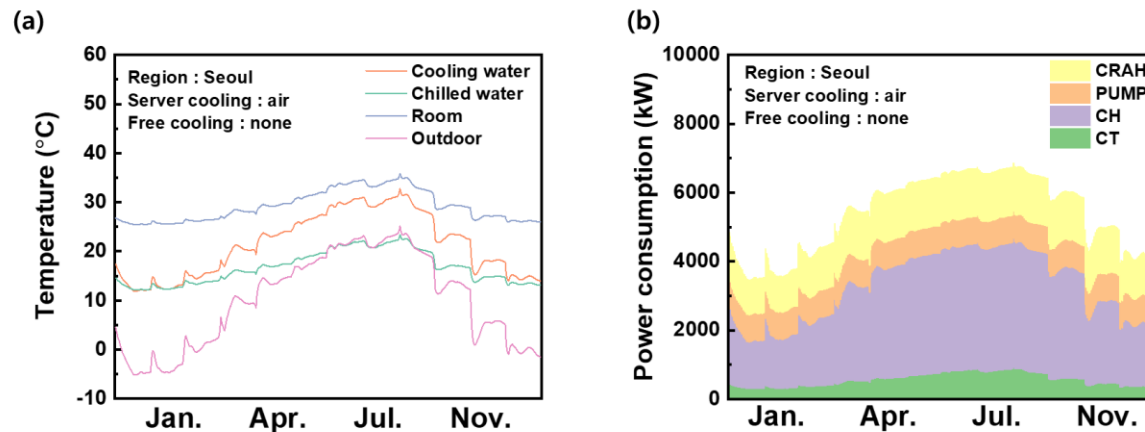 (a)
Temperature (°C)
60
50
40
30
20
10
0
-10
Region : Seoul
Server cooling : air
Free cooling : none
Cooling water
Chilled water
Room
Outdoor
Jan.
Apr.
Jul.
Nov.
(b)
Power consumption (kW)
10000
8000
6000
4000
2000
0
Region : Seoul
Server cooling : air
Free cooling : none
CRAH
PUMP
CH
CT
Jan.
Apr.
Jul.
Nov.